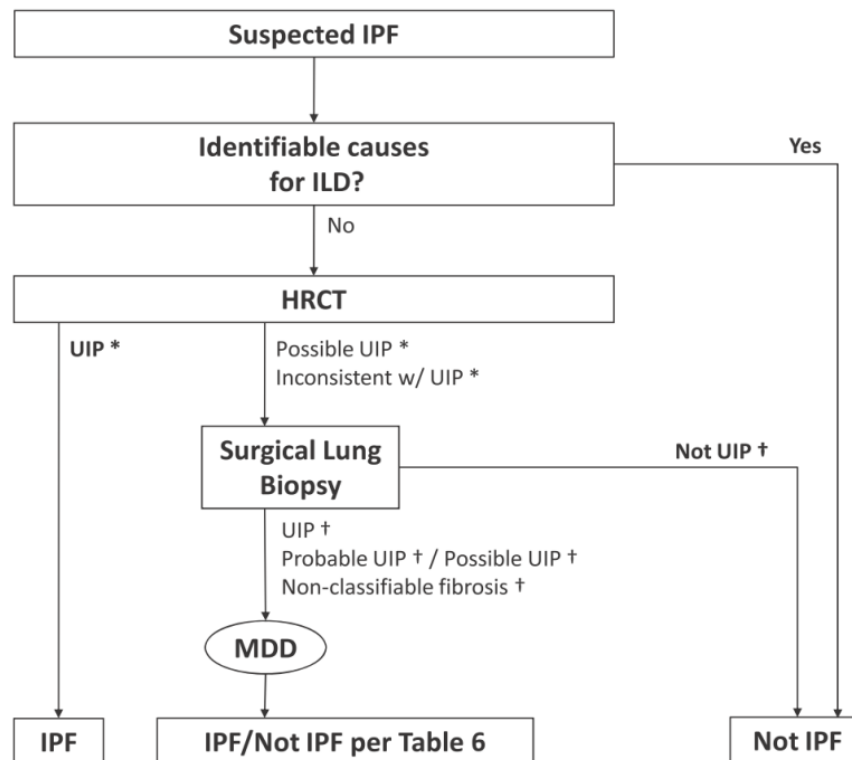 Suspected IPF
Identifiable causes
for ILD?
Yes
No
HRCT
UIP *
Possible UIP *
Inconsistent w/ UIP *
Surgical Lung
Biopsy
Not UIP †
UIP †
Probable UIP † / Possible UIP †
Non-classifiable fibrosis †
MDD
IPF
IPF/Not IPF per Table 6
Not IPF